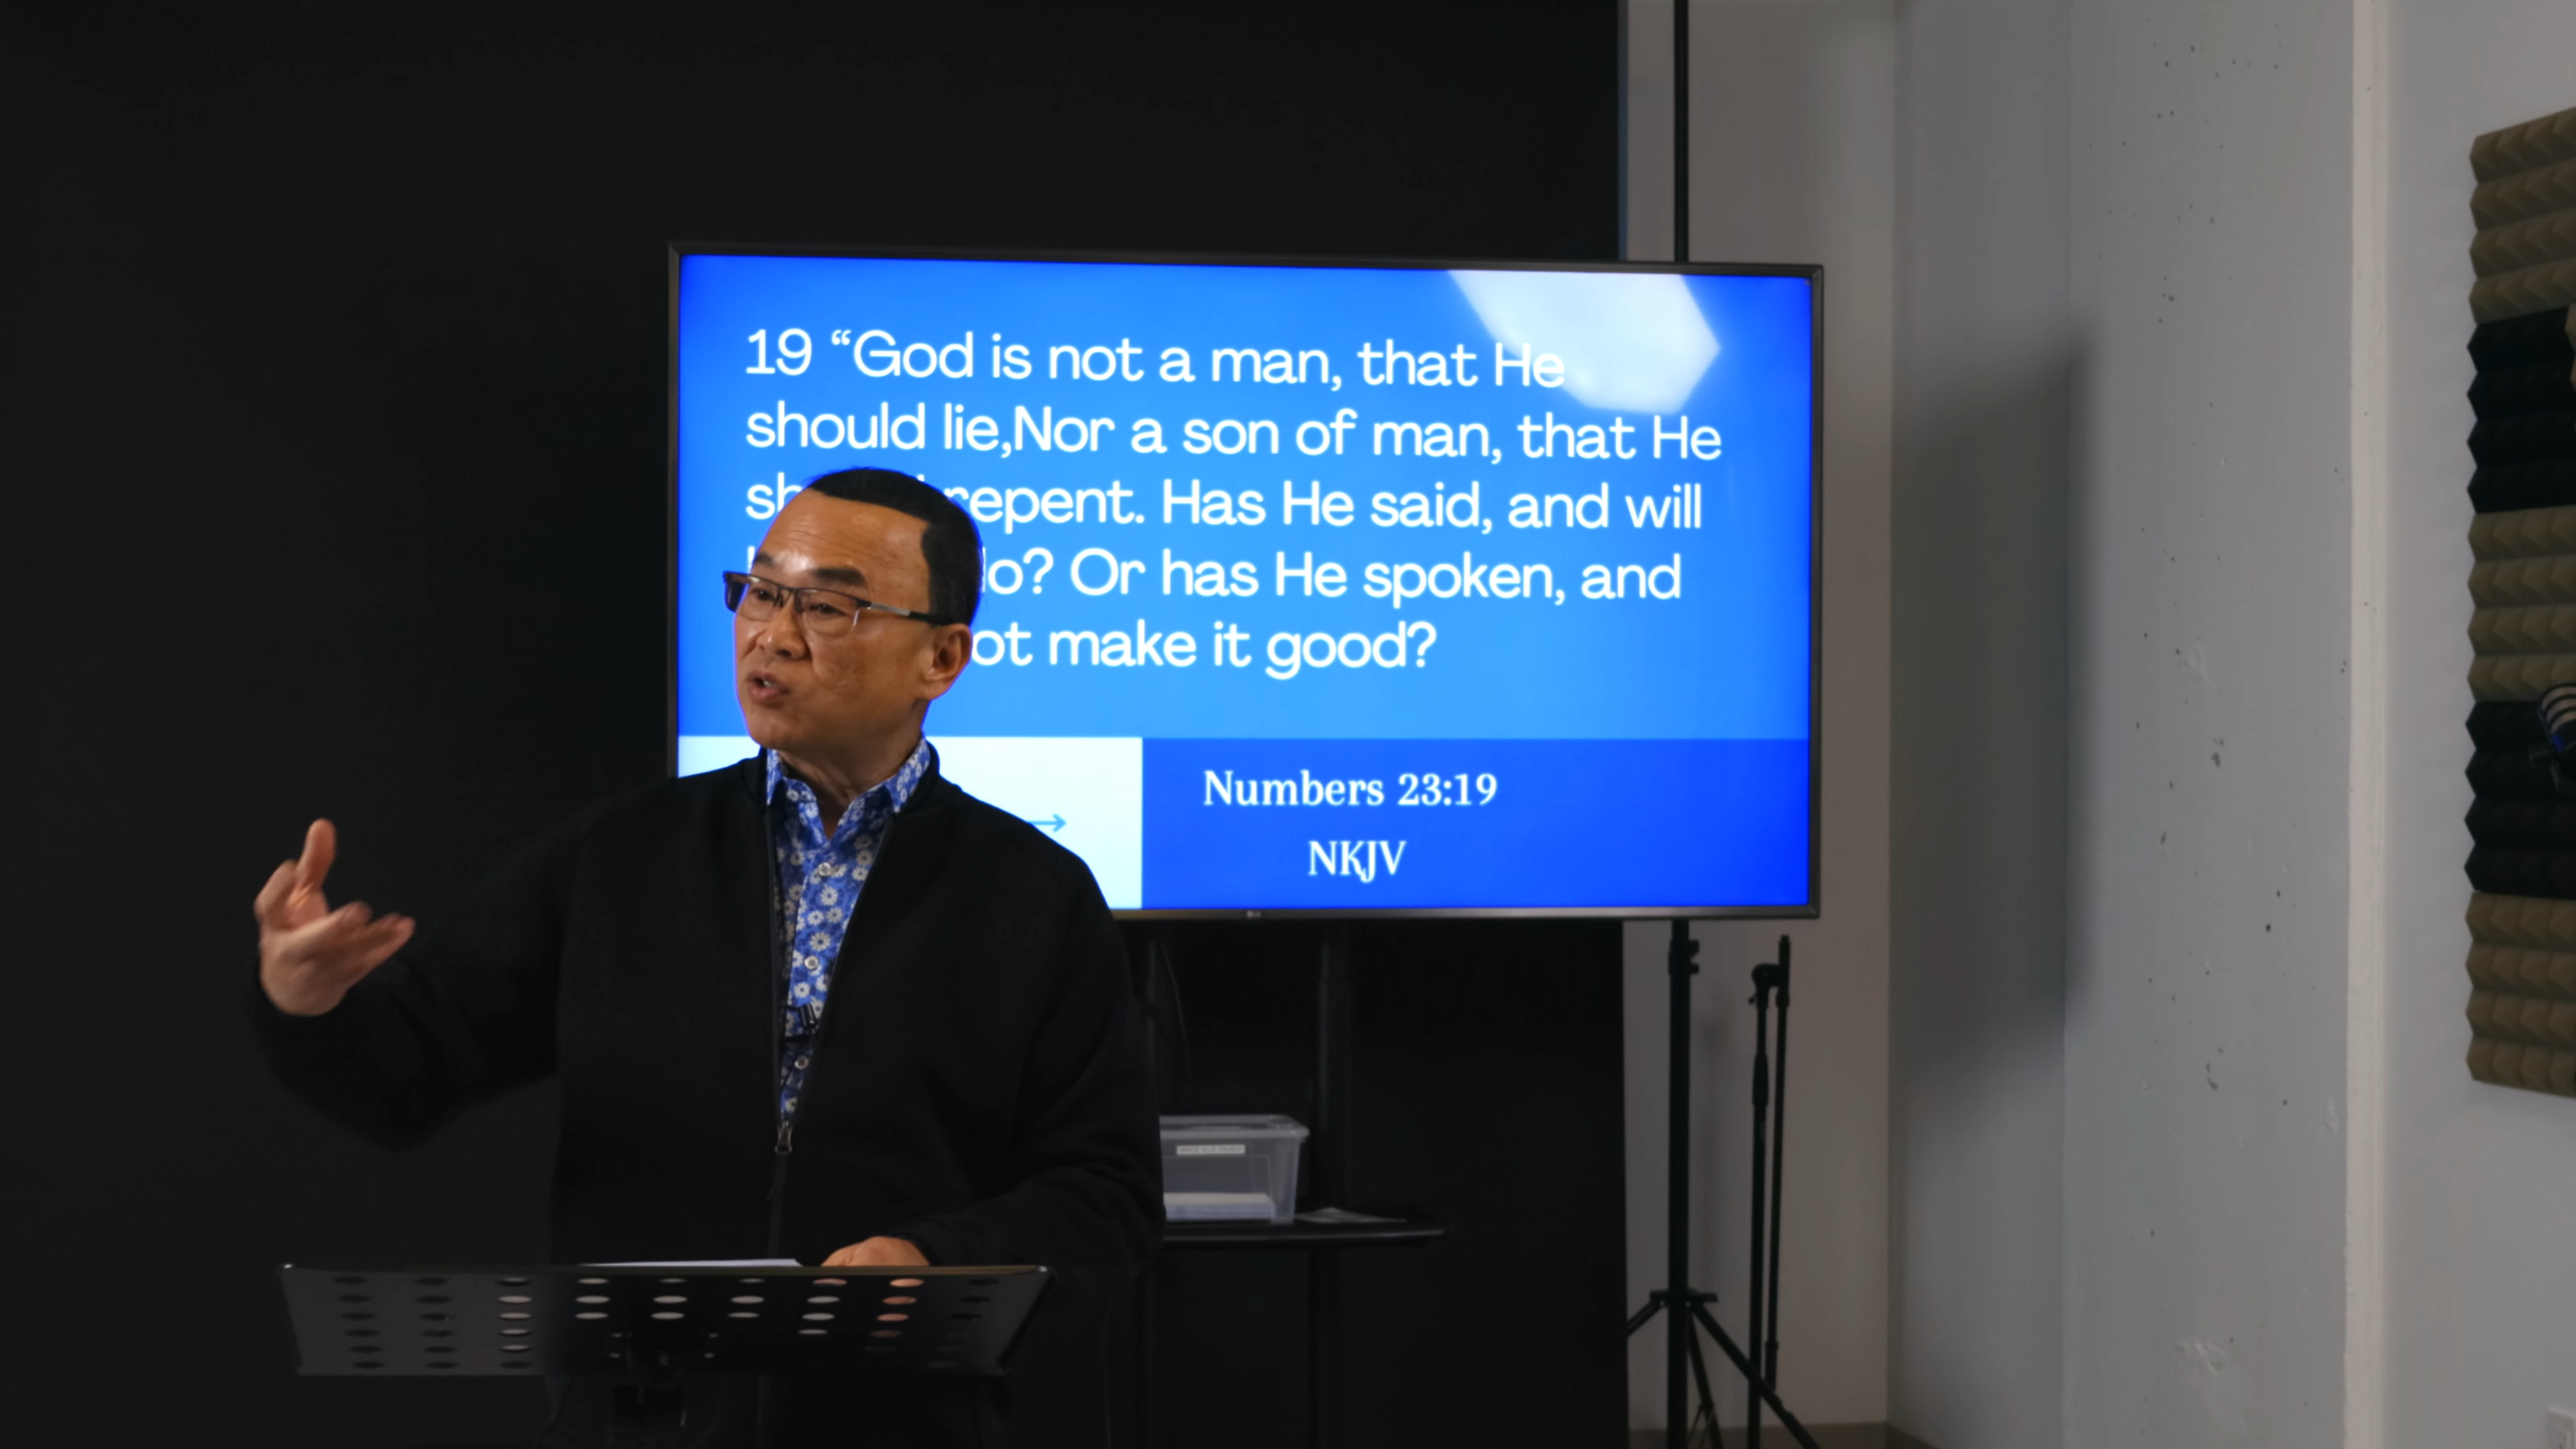 19 “God is not a man, that He
should lie,Nor a son of man, that He
repent. Has He said, and will
Or has He spoken, and
make it good?
Numbers 23:19
NKJV